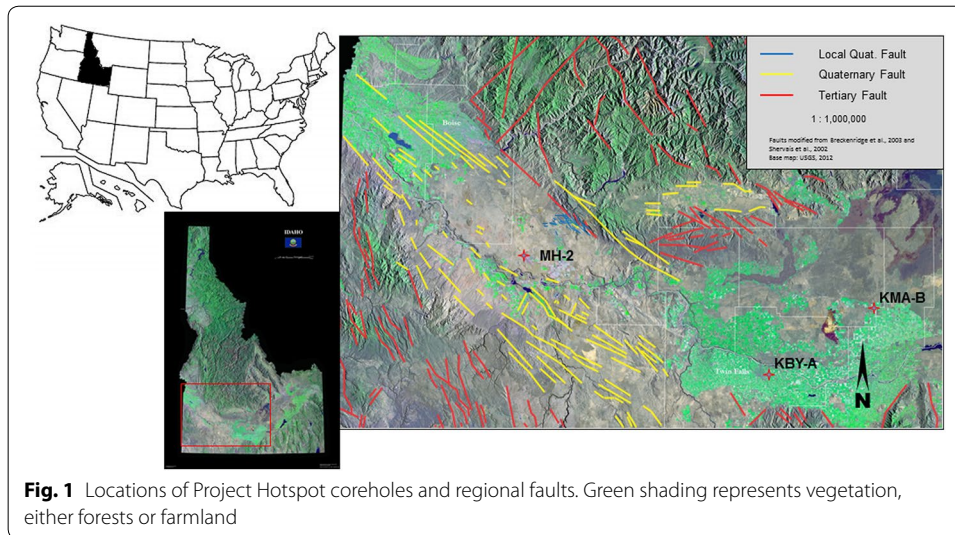 Local Quat. Fault
Quaternary Fault
Tertiary Fault
1 : 1,000,000
Faults modified from Breckenridge et al., 2003 and
Shervais et al., 2002
Base map: USGS, 2012
Boise
MH-2
KMA-B
KBY-A
Twin Falls
N
IDAHO
Fig. 1 Locations of Project Hotspot coreholes and regional faults. Green shading represents vegetation,
either forests or farmland